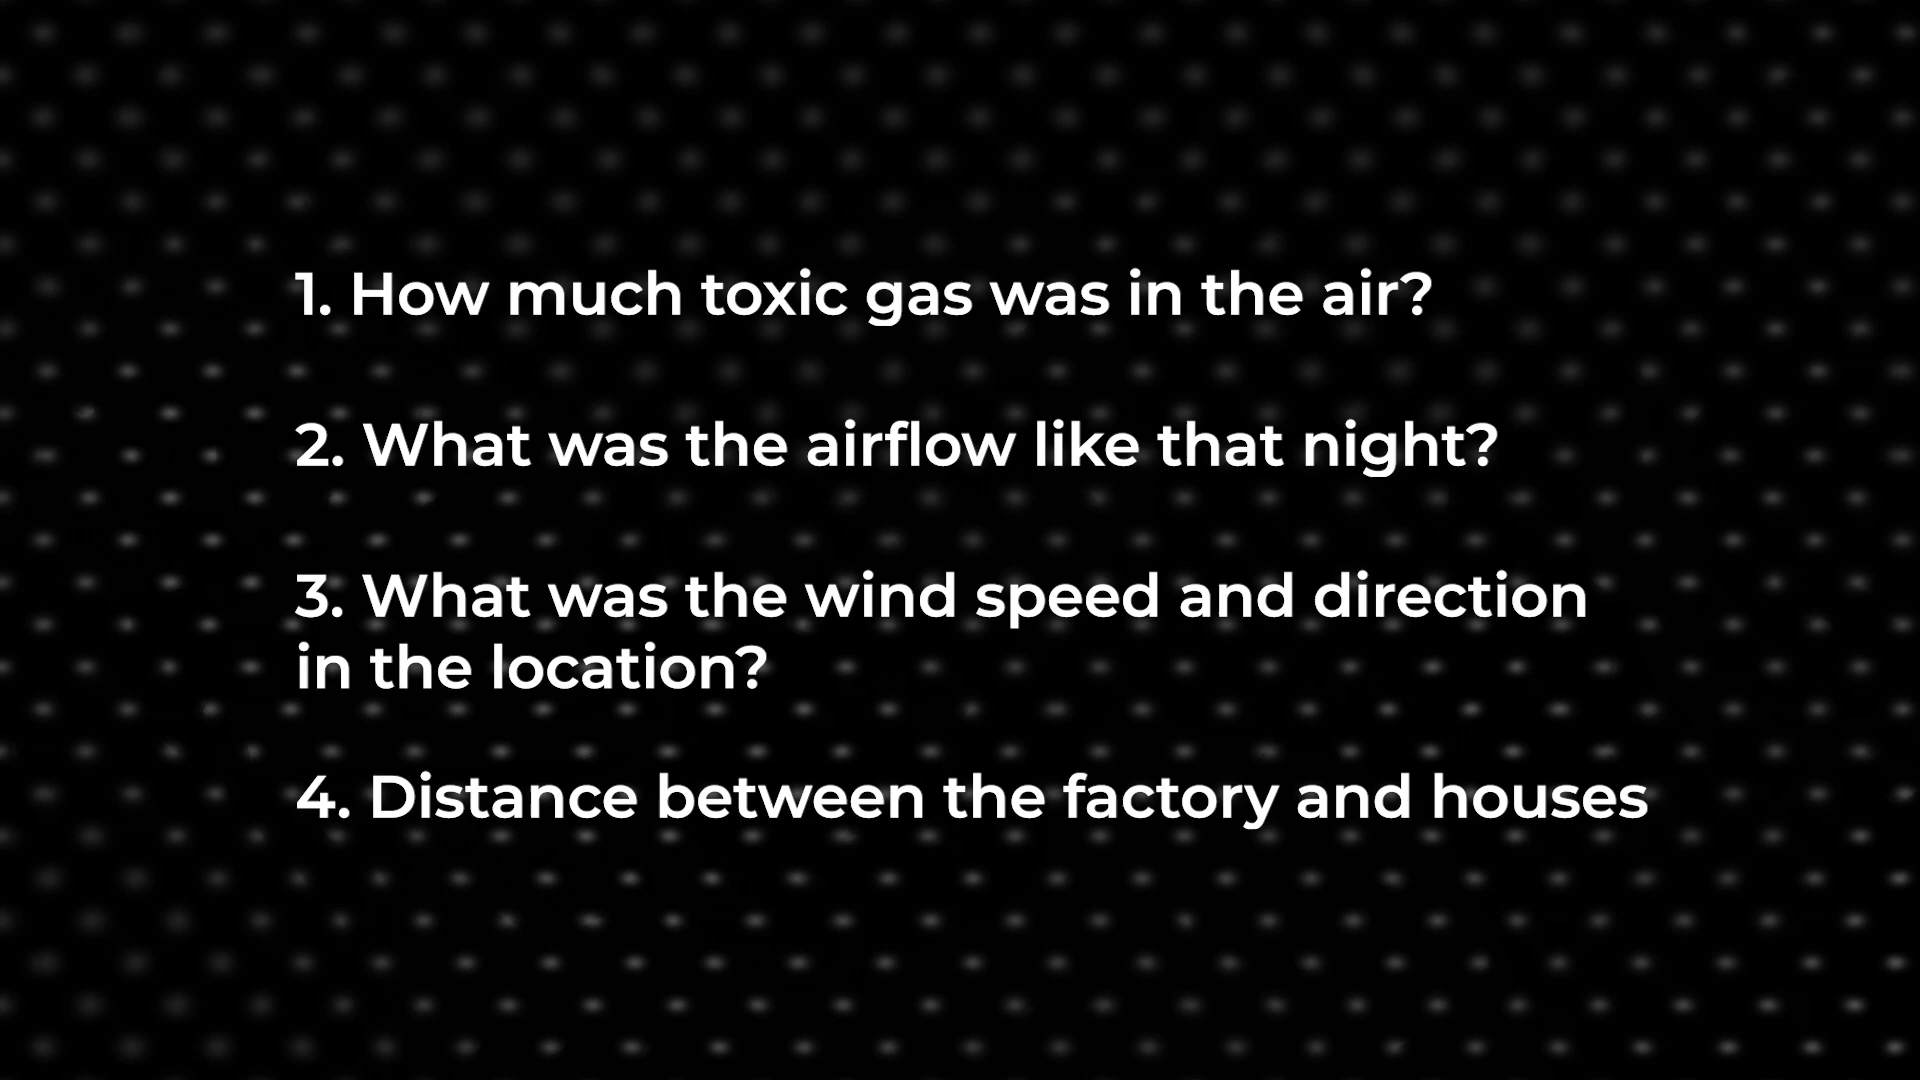 1. How much toxic gas was in the air?
2. What was the airflow like that night?
3. What was the wind speed and direction
in the location?
4. Distance between the factory and houses